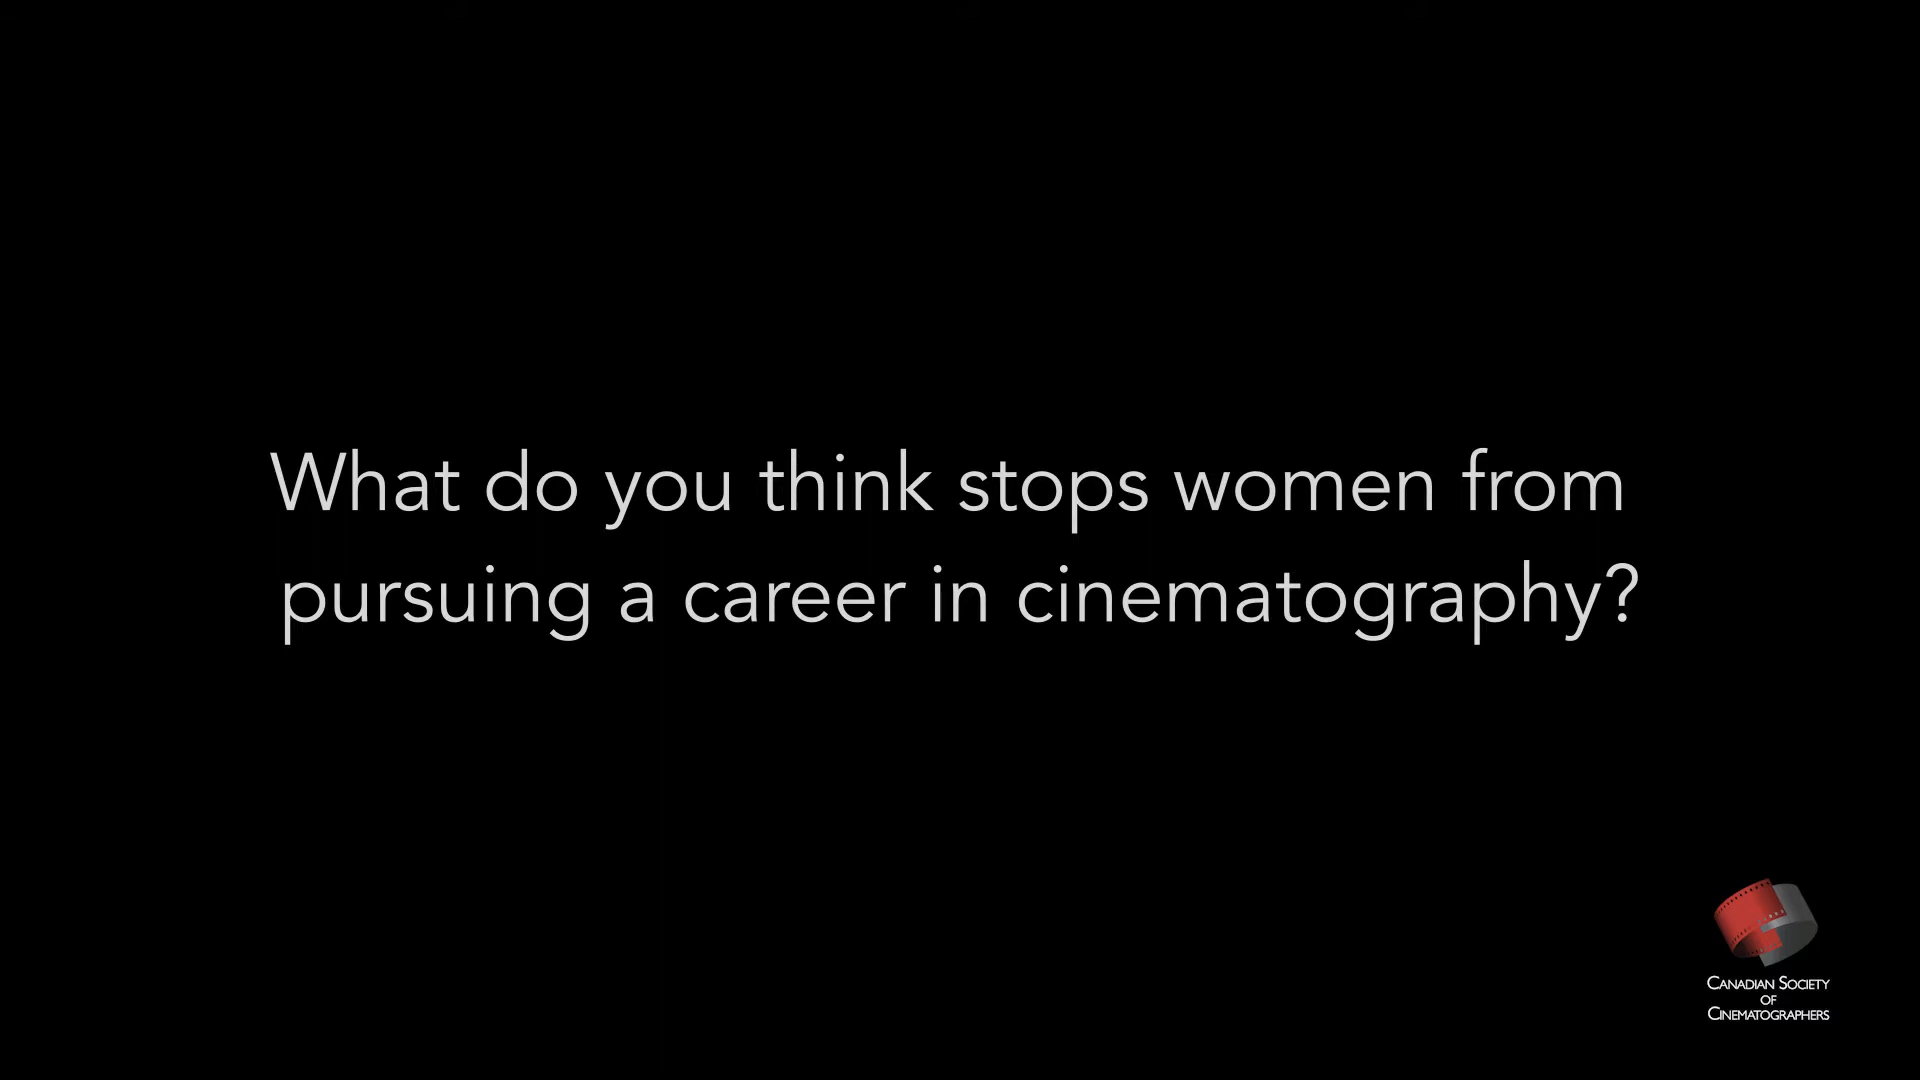 What do you think stops women from
pursuing a career in cinematography?
CANADIAN SOCIETY
OF
CINEMATOGRAPHERS